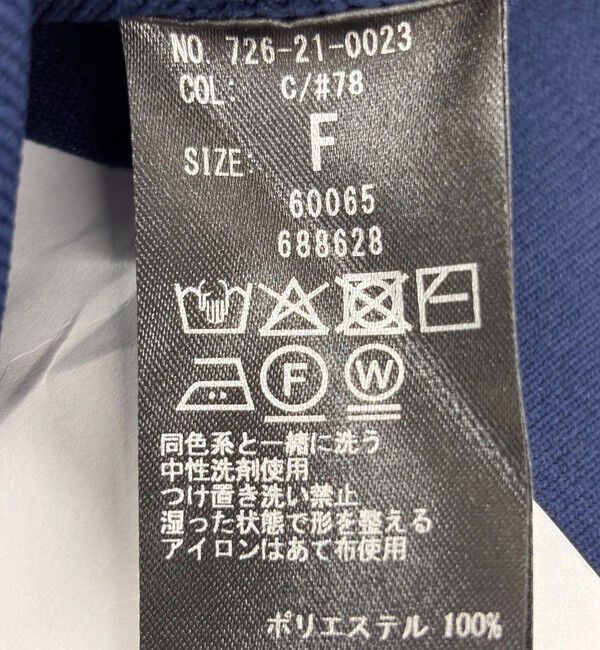 NO. 726-21-0023
COL: C/#78
SIZE: F
60065
688628
F W
同色系と一緒に洗う
中性洗剤使用
つけ置き洗い禁止
湿った状態で形を整える
アイロンはあて布使用
ポリエステル 100%